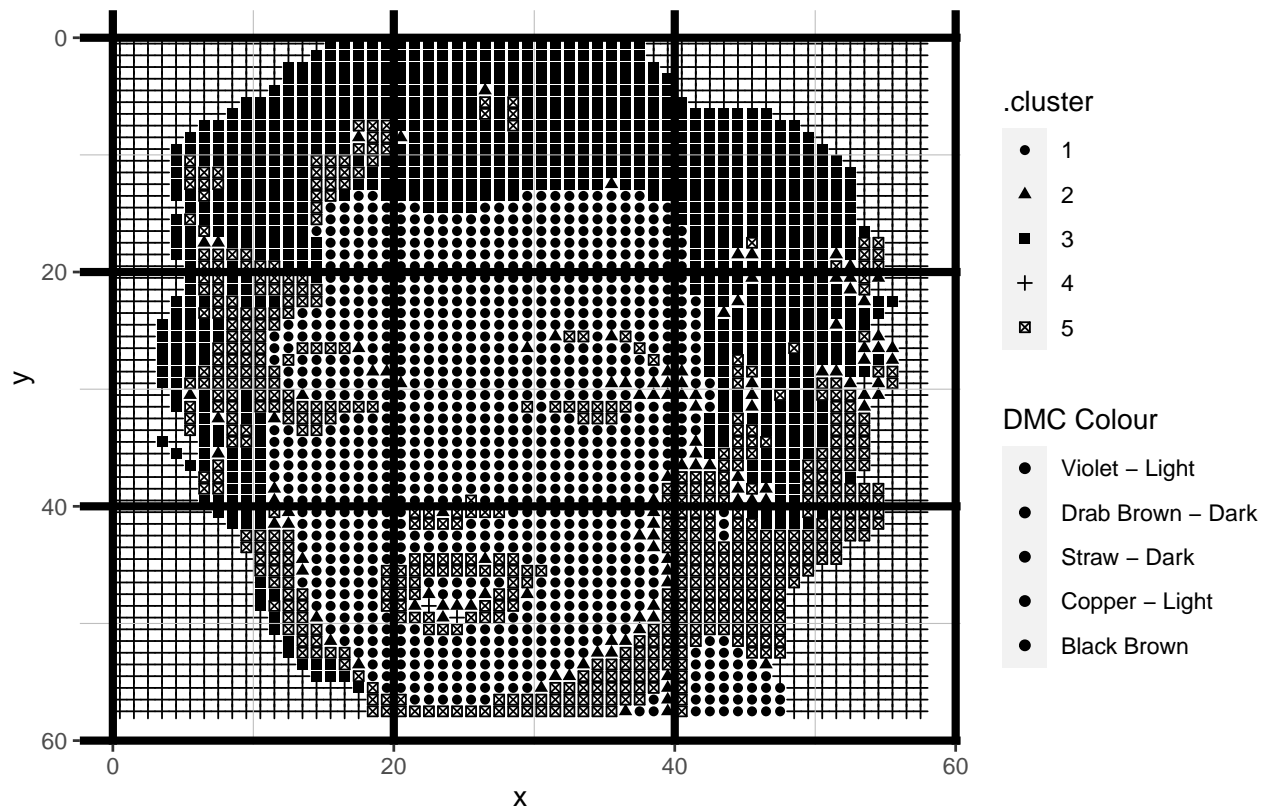 0
20
40
60
y
0
20
40
60
x
.cluster
1
2
3
4
5
DMC Colour
Violet − Light
Drab Brown − Dark
Straw − Dark
Copper − Light
Black Brown